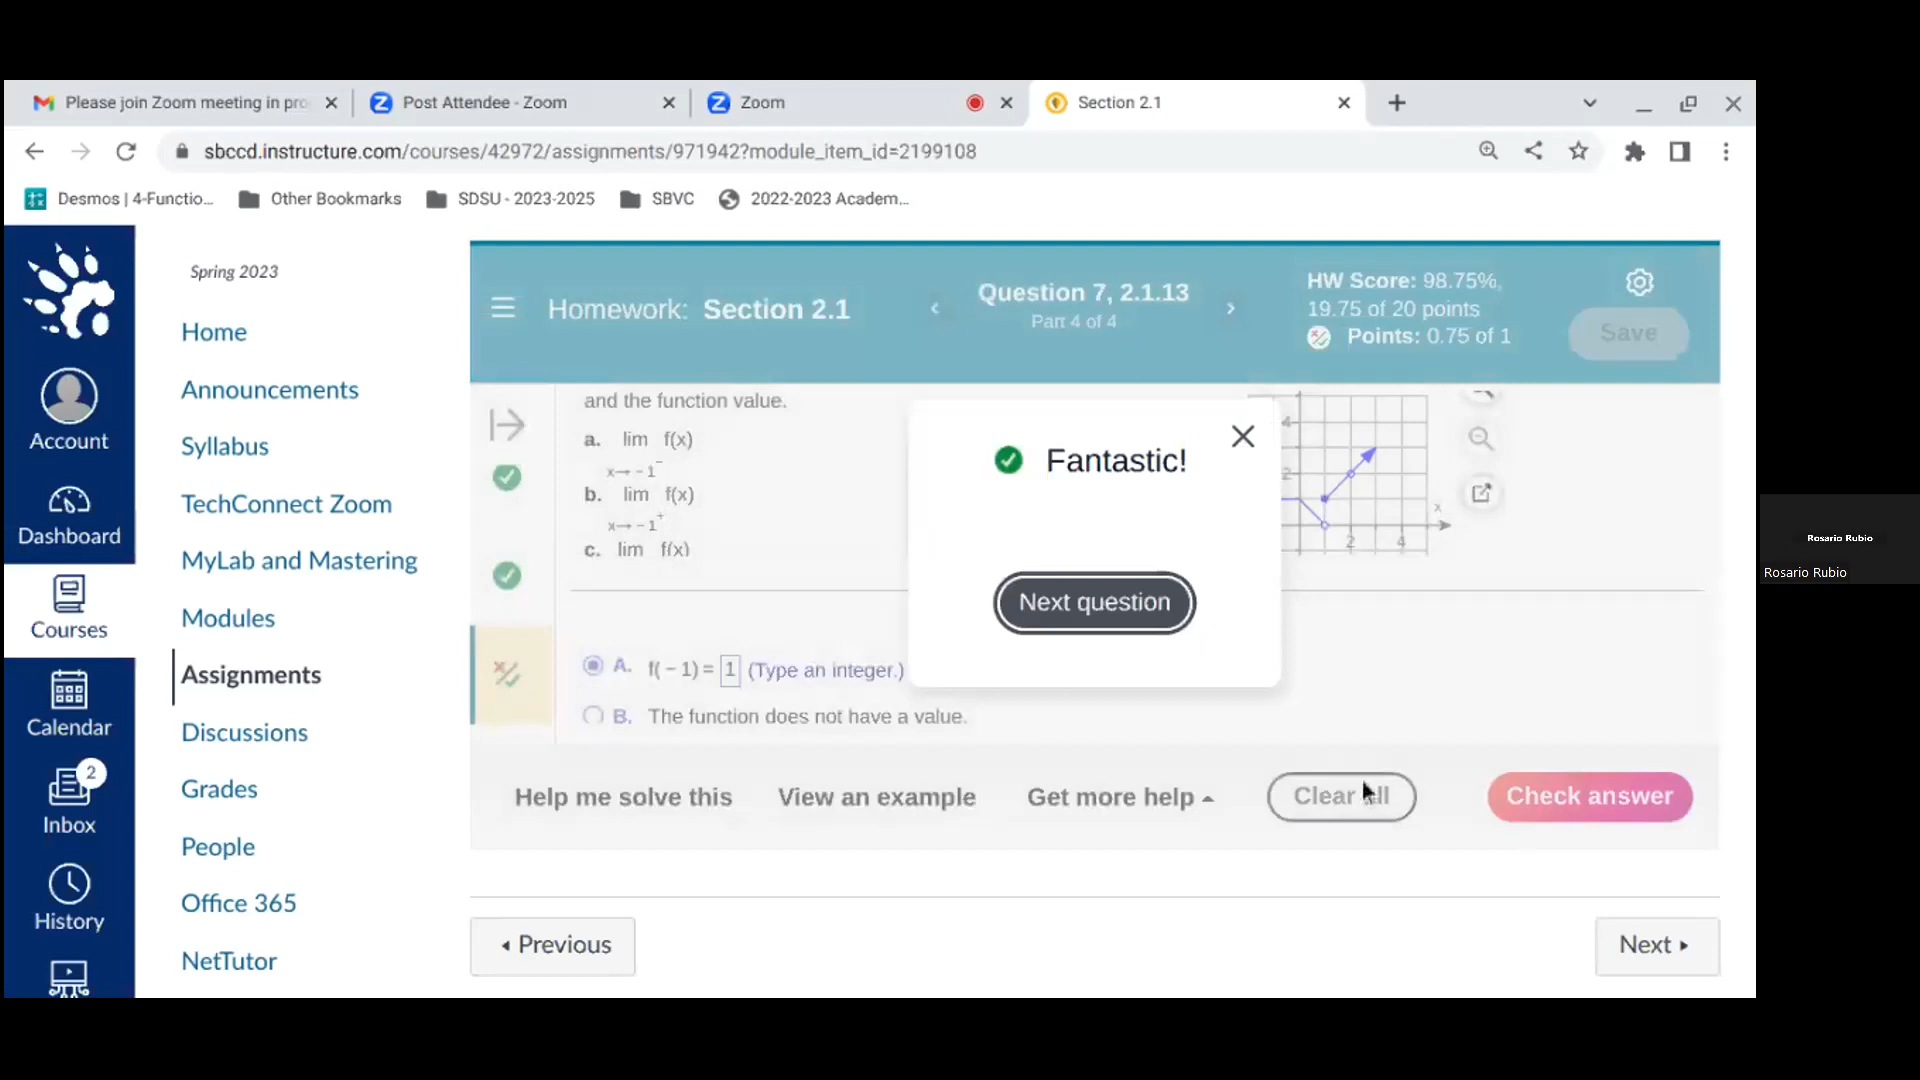 Please join Zoom meeting in pro
Post Attendee - Zoom
Zoom
Section 2.1
sbccd.instructure.com/courses/42972/assignments/971942?module_item_id=2199108
Desmos | 4-Functio...
Other Bookmarks
SDSU - 2023-2025
SBVC
2022-2023 Academ...
Account
Dashboard
Courses
Calendar
2
Inbox
History
Spring 2023
Home
Announcements
Syllabus
TechConnect Zoom
MyLab and Mastering
Modules
Assignments
Discussions
Grades
People
Office 365
NetTutor
Homework: Section 2.1
Question 7, 2.1.13
Part 4 of 4
HW Score: 98.75%,
19.75 of 20 points
Points: 0.75 of 1
Save
and the function value.
a. lim f(x)
x→ -1⁻
b. lim f(x)
x→ -1⁺
c. lim f(x)
4
2
x
2 4
Fantastic!
Next question
A. f( - 1) = 1 (Type an integer.)
B. The function does not have a value.
Help me solve this
View an example
Get more help
Clear all
Check answer
Previous
Next
Rosario Rubio
Rosario Rubio